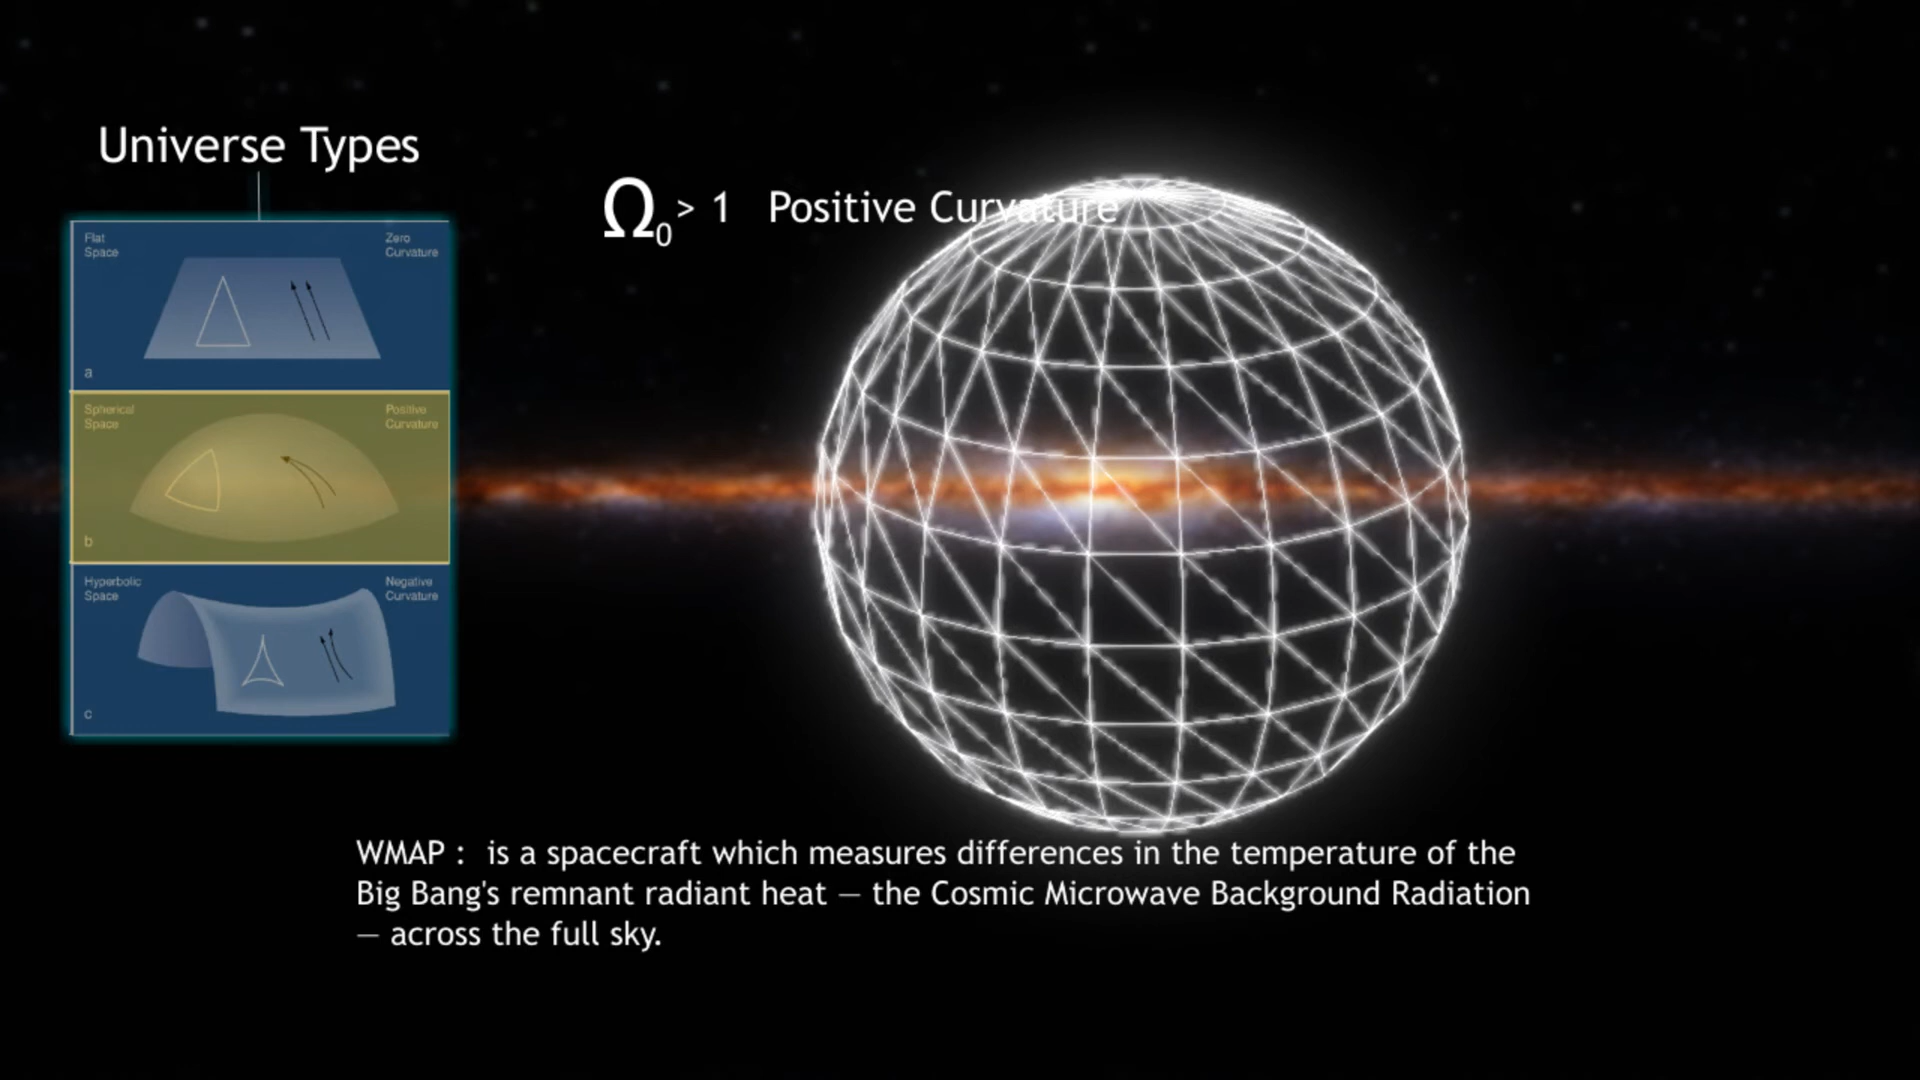 Universe Types
Ω0 > 1 Positive Curvature
Flat Space
Zero Curvature
a
Spherical Space
Positive Curvature
b
Hyperbolic Space
Negative Curvature
c
WMAP : is a spacecraft which measures differences in the temperature of the
Big Bang's remnant radiant heat — the Cosmic Microwave Background Radiation
— across the full sky.